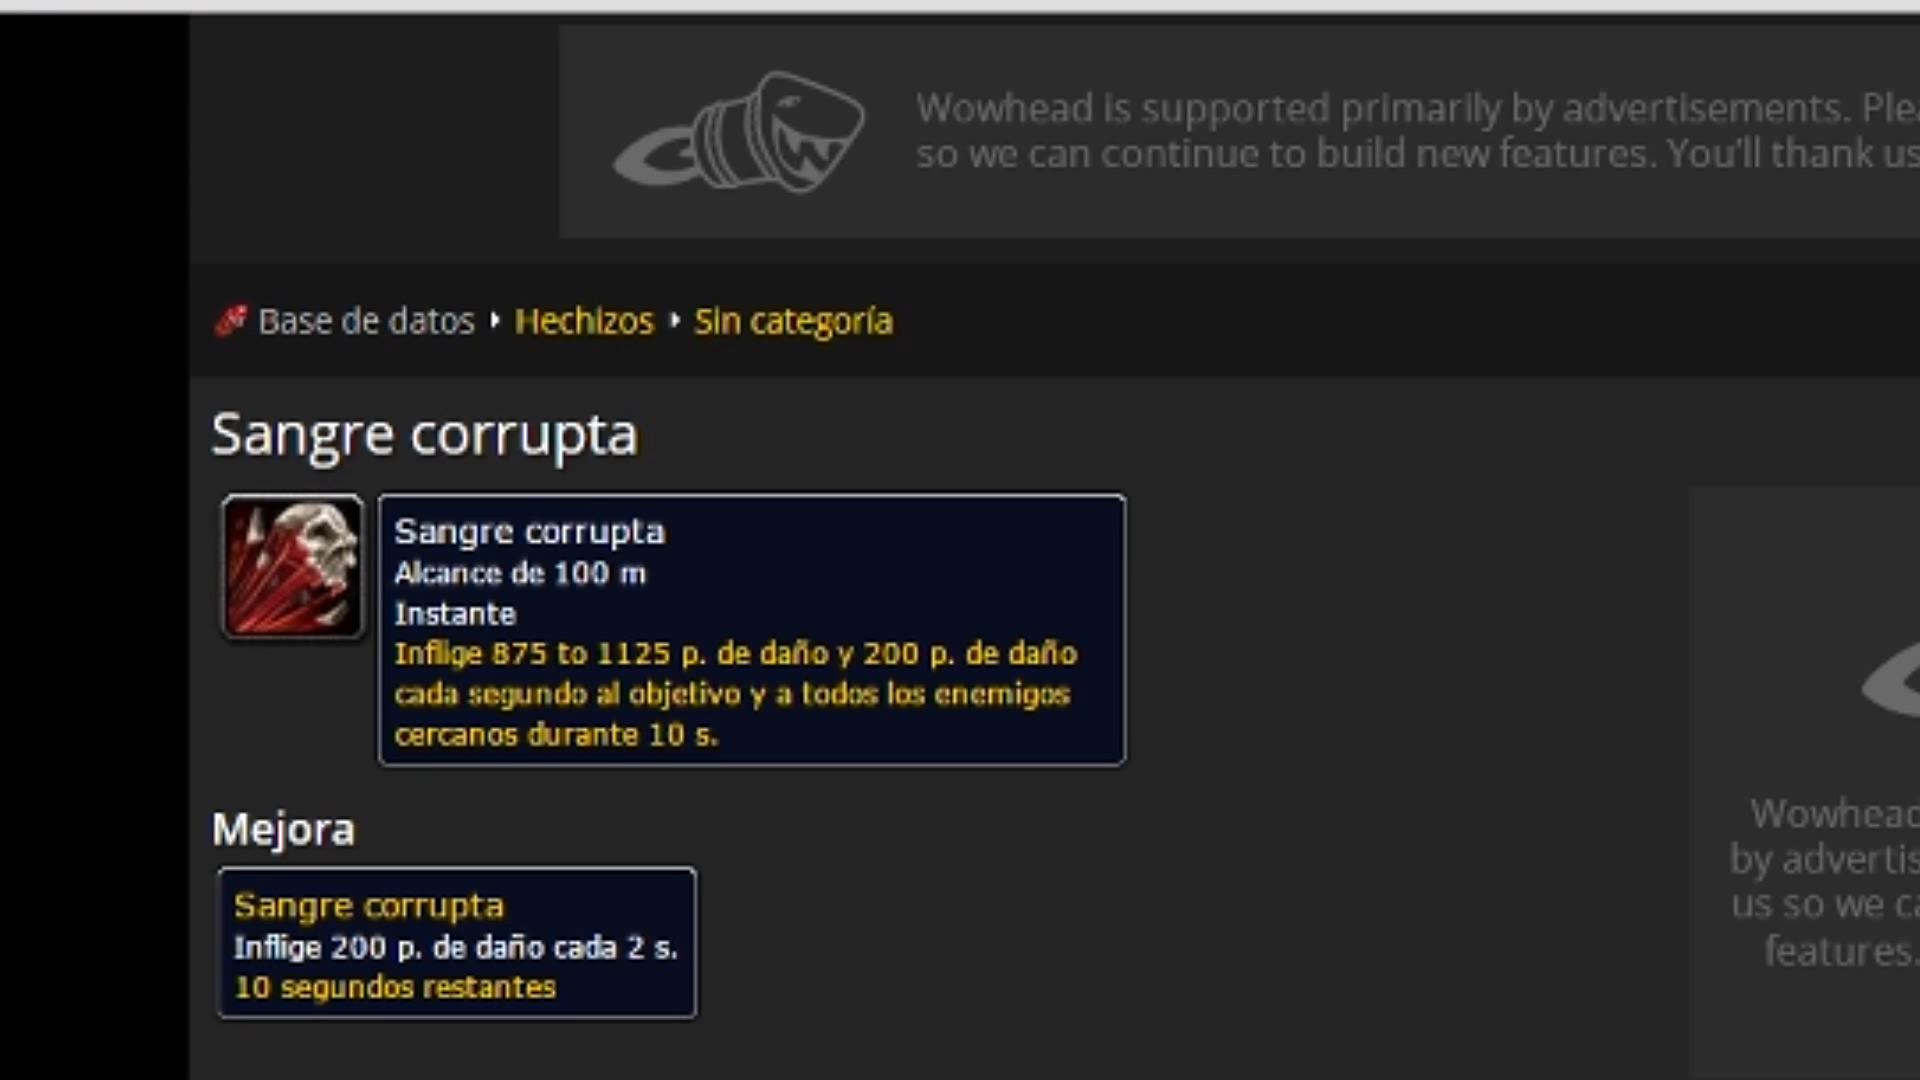 Wowhead is supported primarily by advertisements. Plea
so we can continue to build new features. You'll thank us
Base de datos
Hechizos
Sin categoría
Sangre corrupta
Sangre corrupta
Alcance de 100 m
Instante
Inflige 875 to 1125 p. de daño y 200 p. de daño
cada segundo al objetivo y a todos los enemigos
cercanos durante 10 s.
Mejora
Sangre corrupta
Inflige 200 p. de daño cada 2 s.
10 segundos restantes
Wowhead
by advertis
us so we ca
features.